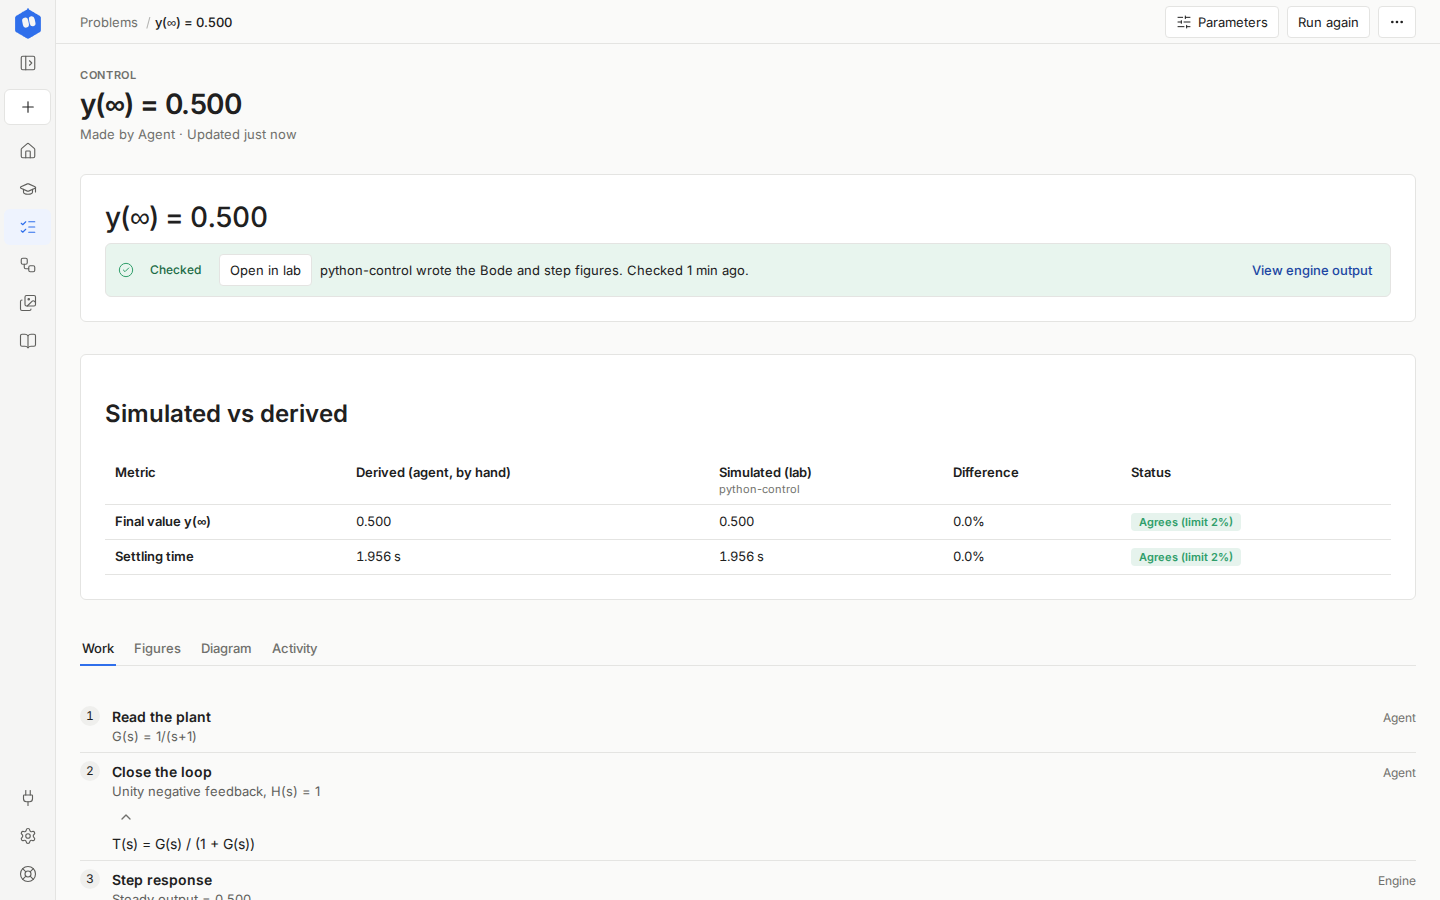 Problems / y(∞) = 0.500
Parameters
Run again
CONTROL
y(∞) = 0.500
Made by Agent · Updated just now
y(∞) = 0.500
Checked
Open in lab
python-control wrote the Bode and step figures. Checked 1 min ago.
View engine output
Simulated vs derived
Metric Derived (agent, by hand) Simulated (lab) Difference Status
python-control
Final value y(∞) 0.500 0.500 0.0% Agrees (limit 2%)
Settling time 1.956 s 1.956 s 0.0% Agrees (limit 2%)
Work Figures Diagram Activity
1 Read the plant Agent
G(s) = 1/(s+1)
2 Close the loop Agent
Unity negative feedback, H(s) = 1
T(s) = G(s) / (1 + G(s))
3 Step response Engine
Steady output = 0.500